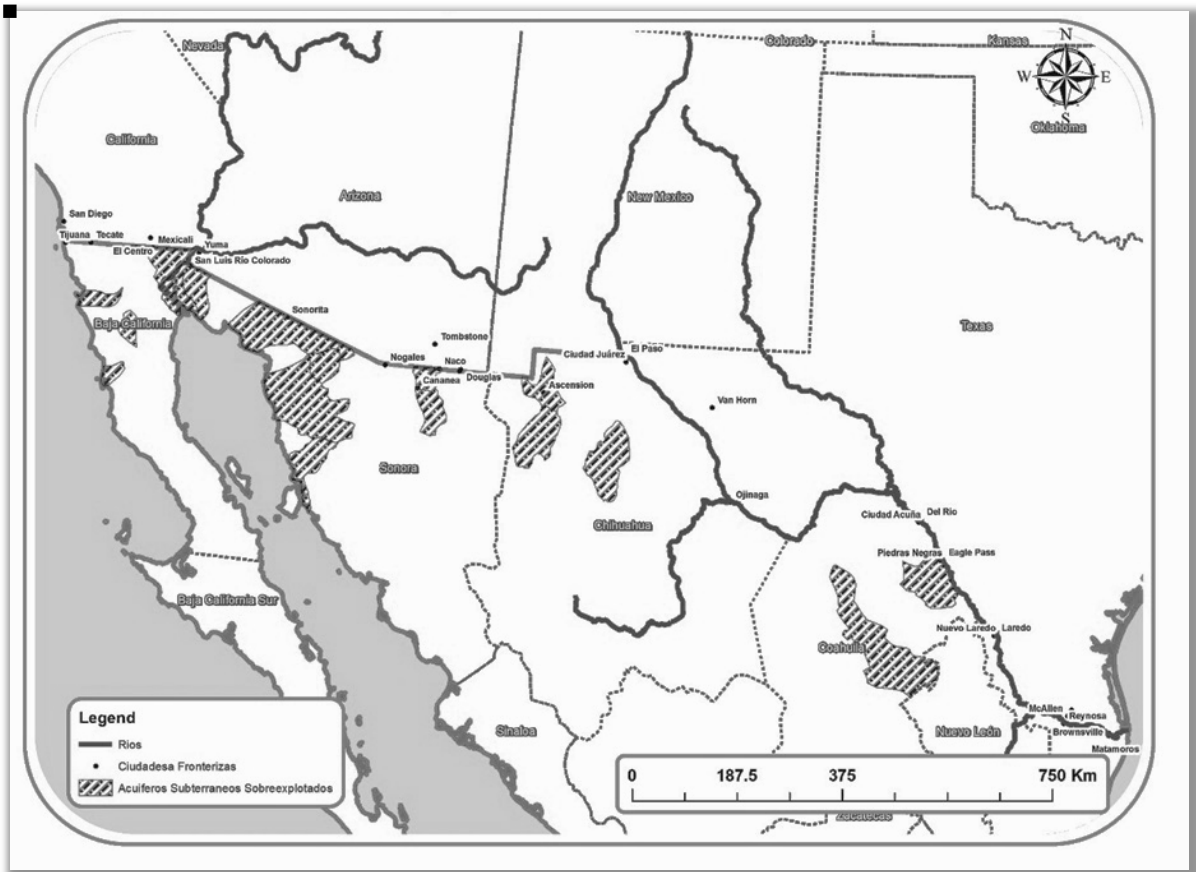 Nevada
Colorado
Kansas
N
W
E
S
Oklahoma
California
Arizona
New Mexico
San Diego
Tijuana
Tecate
Mexicali
Yuma
El Centro
San Luis Río Colorado
Sonorita
Baja California
Texas
Tombstono
Nogales
Naco
Ciudad Juárez
El Paso
Cananea
Douglas
Ascension
Van Horn
Sonora
Ojinaga
Chihuahua
Ciudad Acuña
Del Rio
Piedras Negras
Eagle Pass
Baja California Sur
Nuevo Laredo
Laredo
Coahuila
McAllen
Reynosa
Sinaloa
Nuevo León
Brownsville
Matamoros
Legend
Rios
Ciudadesa Fronterizas
Acuiferos Subterraneos Sobreexplotados
0 187.5 375 750 Km
Zacatecas